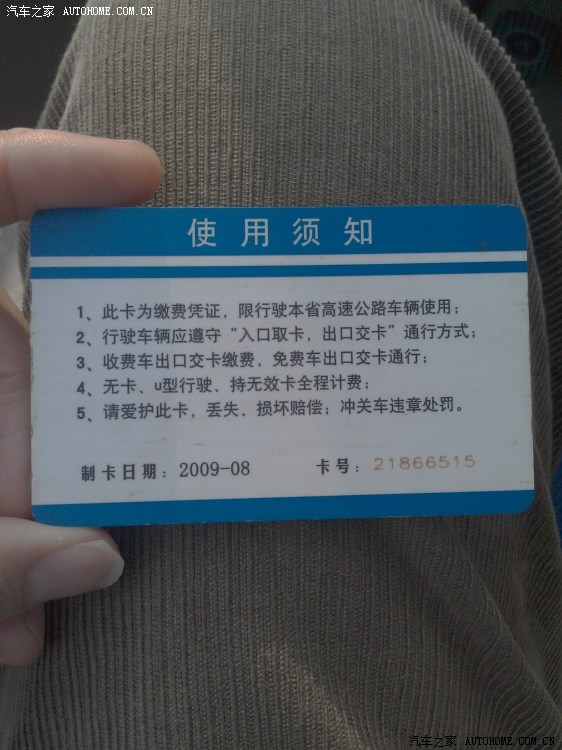 汽车之家 AUTOHOME.COM.CN
使用须知
1、此卡为缴费凭证，限行驶本省高速公路车辆使用；
2、行驶车辆应遵守“入口取卡，出口交卡”通行方式；
3、收费车出口交卡缴费，免费车出口交卡通行；
4、无卡、u型行驶、持无效卡全程计费；
5、请爱护此卡，丢失、损坏赔偿；冲关车违章处罚。
制卡日期：2009-08 卡号：21866515
汽车之家 AUTOHOME.COM.CN